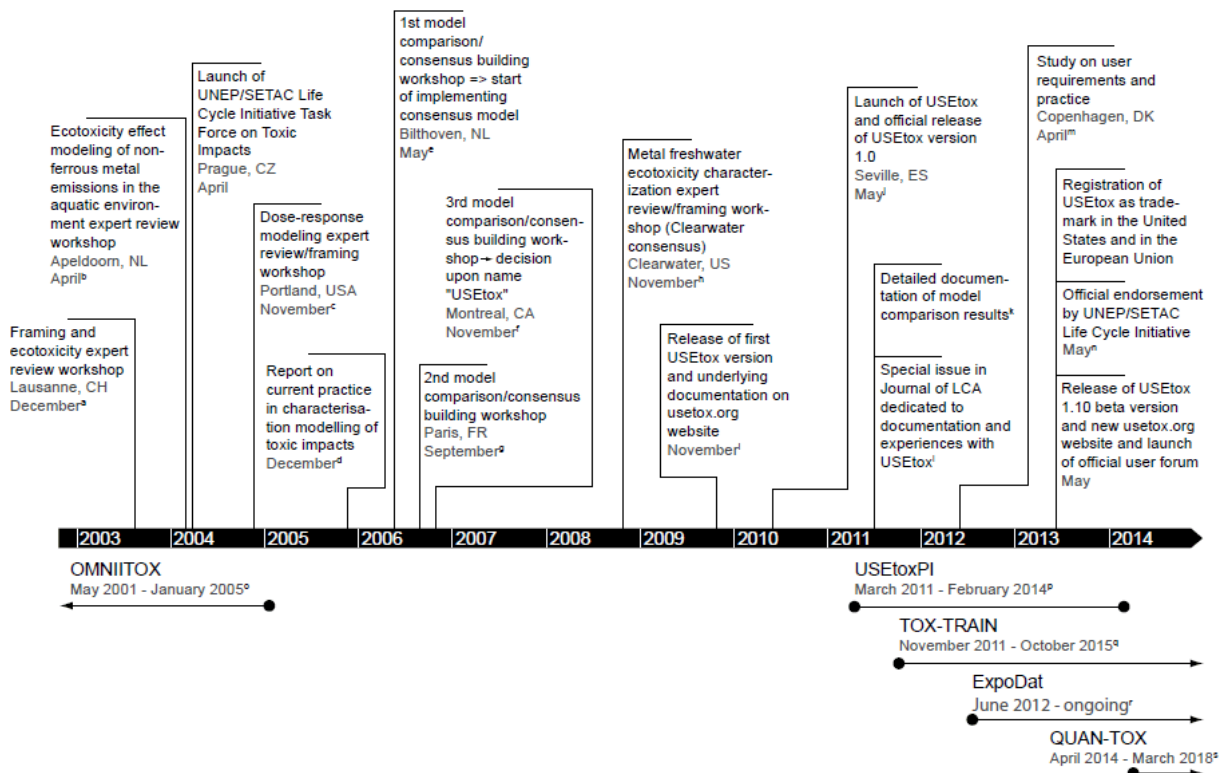 Framing and
ecotoxicity expert
review workshop
Lausanne, CH
Decemberᵃ
Ecotoxicity effect
modeling of non-
ferrous metal
emissions in the
aquatic environ-
ment expert review
workshop
Apeldoorn, NL
Aprilᵇ
Launch of
UNEP/SETAC Life
Cycle Initiative Task
Force on Toxic
Impacts
Prague, CZ
April
Dose-response
modeling expert
review/framing
workshop
Portland, USA
Novemberᶜ
Report on
current practice
in characterisa-
tion modelling of
toxic impacts
Decemberᵈ
1st model
comparison/
consensus building
workshop => start
of implementing
consensus model
Bilthoven, NL
Mayᵉ
3rd model
comparison/consen-
sus building work-
shop → decision
upon name
"USEtox"
Montreal, CA
Novemberᶠ
2nd model
comparison/consensus
building workshop
Paris, FR
Septemberᵍ
Metal freshwater
ecotoxicity character-
ization expert
review/framing work-
shop (Clearwater
consensus)
Clearwater, US
Novemberʰ
Release of first
USEtox version
and underlying
documentation on
usetox.org
website
Novemberⁱ
Launch of USEtox
and official release
of USEtox version
1.0
Seville, ES
Mayʲ
Detailed documen-
tation of model
comparison resultsᵏ
Special issue in
Journal of LCA
dedicated to
documentation and
experiences with
USEtoxˡ
Study on user
requirements and
practice
Copenhagen, DK
Aprilᵐ
Registration of
USEtox as trade-
mark in the United
States and in the
European Union
Official endorsement
by UNEP/SETAC
Life Cycle Initiative
Mayⁿ
Release of USEtox
1.10 beta version
and new usetox.org
website and launch
of official user forum
May
2003 2004 2005 2006 2007 2008 2009 2010 2011 2012 2013 2014
OMNIITOX
May 2001 - January 2005ᵒ
USEtoxPI
March 2011 - February 2014ᵖ
TOX-TRAIN
November 2011 - October 2015q
ExpoDat
June 2012 - ongoingʳ
QUAN-TOX
April 2014 - March 2018ˢ